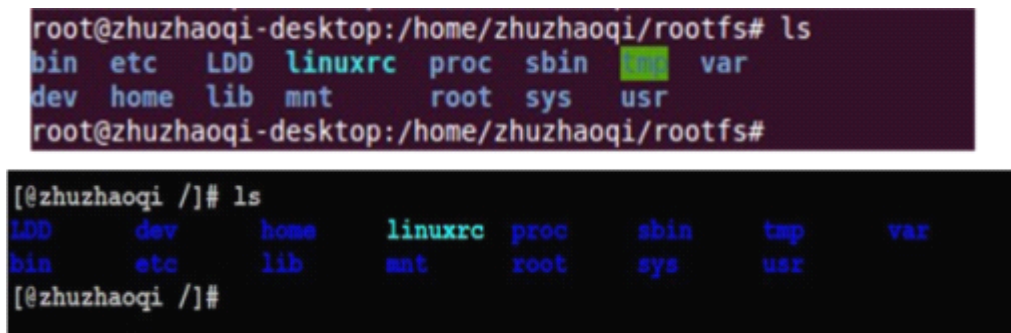 root@zhuzhaoqi-desktop:/home/zhuzhaoqi/rootfs# ls
bin etc LDD linuxrc proc sbin tmp var
dev home lib mnt root sys usr
root@zhuzhaoqi-desktop:/home/zhuzhaoqi/rootfs#
[@zhuzhaoqi /]# ls
LDD dev home linuxrc proc sbin tmp var
bin etc lib mnt root sys usr
[@zhuzhaoqi /]#